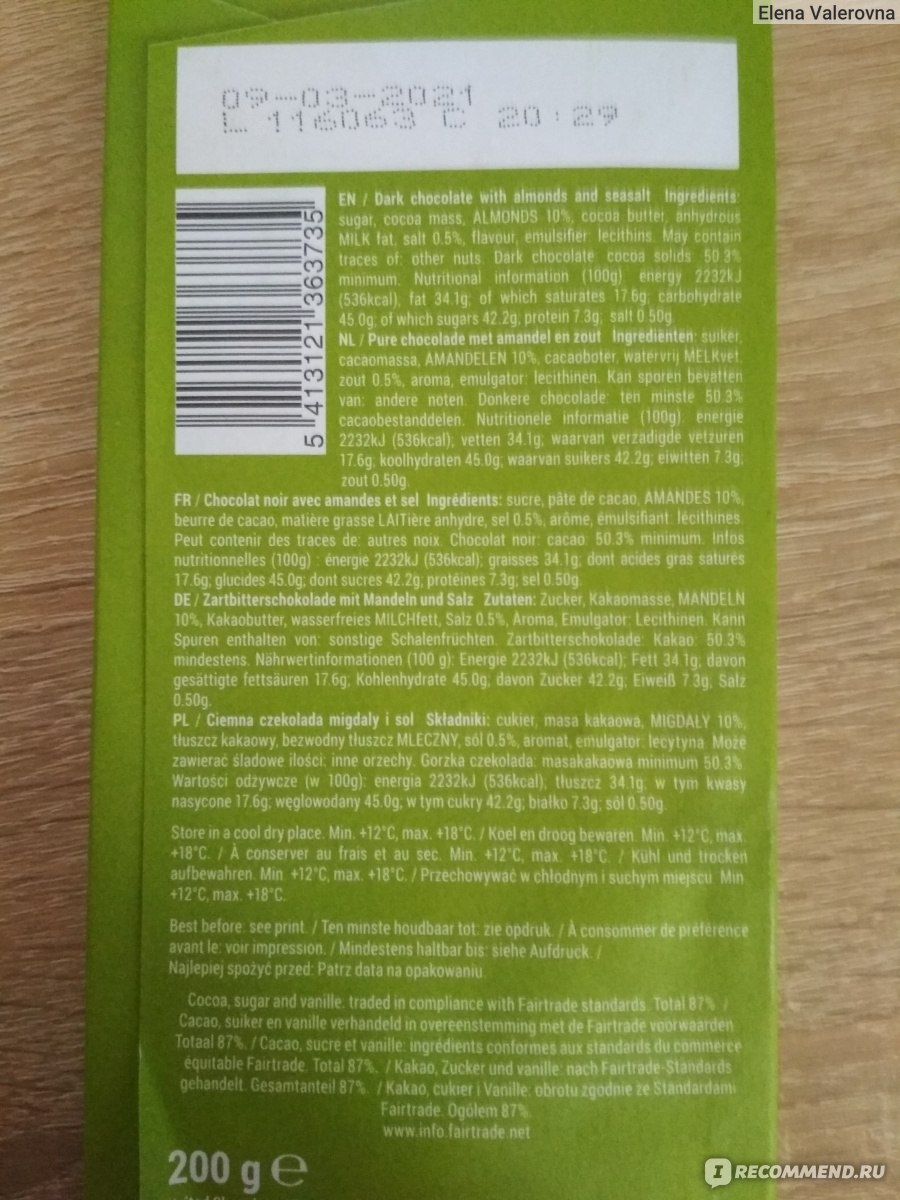 Elena Valerovna
09-03-2021
L 116063 C 20:29
5 413121 363735
EN / Dark chocolate with almonds and seasalt Ingredients:
sugar, cocoa mass, ALMONDS 10%, cocoa butter, anhydrous
MILK fat, salt 0.5%, flavour, emulsifier: lecithins. May contain
traces of: other nuts. Dark chocolate: cocoa solids: 50.3%
minimum. Nutritional information (100g): energy 2232kJ
(536kcal), fat 34.1g; of which saturates 17.6g; carbohydrate
45.0g; of which sugars 42.2g; protein 7.3g; salt 0.50g.
NL / Pure chocolade met amandel en zout Ingrediënten: suiker,
cacaomassa, AMANDELEN 10%, cacaoboter, watervrij MELKvet,
zout 0.5%, aroma, emulgator: lecithinen. Kan sporen bevatten
van: andere noten. Donkere chocolade: ten minste 50.3%
cacaobestanddelen. Nutritionele informatie (100g): energie
2232kJ (536kcal); vetten 34.1g; waarvan verzadigde vetzuren
17.6g; koolhydraten 45.0g; waarvan suikers 42.2g; eiwitten 7.3g;
zout 0.50g.
FR / Chocolat noir avec amandes et sel Ingrédients: sucre, pâte de cacao, AMANDES 10%,
beurre de cacao, matière grasse LAITière anhydre, sel 0.5%, arôme, émulsifiant: lécithines.
Peut contenir des traces de: autres noix. Chocolat noir: cacao: 50.3% minimum. Infos
nutritionnelles (100g) : énergie 2232kJ (536kcal); graisses 34.1g; dont acides gras saturés
17.6g; glucides 45.0g; dont sucres 42.2g; protéines 7.3g; sel 0.50g.
DE / Zartbitterschokolade mit Mandeln und Salz Zutaten: Zucker, Kakaomasse, MANDELN
10%, Kakaobutter, wasserfreies MILCHfett, Salz 0.5%, Aroma, Emulgator: Lecithinen. Kann
Spuren enthalten von: sonstige Schalenfrüchten. Zartbitterschokolade: Kakao: 50.3%
mindestens. Nährwertinformationen (100 g): Energie 2232kJ (536kcal); Fett 34.1g, davon
gesättigte fettsäuren 17.6g; Kohlenhydrate 45.0g; davon Zucker 42.2g; Eiweiß 7.3g; Salz
0.50g.
PL / Ciemna czekolada migdały i sol Składniki: cukier, masa kakaowa, MIGDAŁY 10%,
tłuszcz kakaowy, bezwodny tłuszcz MLECZNY, sól 0.5%, aromat, emulgator: lecytyna. Może
zawierać śladowe ilości: inne orzechy. Gorzka czekolada: masakakaowa minimum 50.3%
Wartości odżywcze (w 100g): energia 2232kJ (536kcal); tłuszcz 34.1g; w tym kwasy
nasycone 17.6g; węglowodany 45.0g; w tym cukry 42.2g; białko 7.3g; sól 0.50g.
Store in a cool dry place. Min. +12°C, max. +18°C. / Koel en droog bewaren. Min. +12°C, max.
+18°C. / À conserver au frais et au sec. Min. +12°C, max. +18°C. / Kühl und trocken
aufbewahren. Min. +12°C, max. +18°C. / Przechowywać w chłodnym i suchym miejscu. Min
+12°C, max. +18°C.
Best before: see print. / Ten minste houdbaar tot: zie opdruk. / À consommer de préférence
avant le: voir impression. / Mindestens haltbar bis: siehe Aufdruck. /
Najlepiej spożyć przed: Patrz data na opakowaniu.
Cocoa, sugar and vanille: traded in compliance with Fairtrade standards. Total 87% /
Cacao, suiker en vanille verhandeld in overeenstemming met de Fairtrade voorwaarden.
Totaal 87%. / Cacao, sucre et vanille: ingrédients conformes aux standards du commerce
équitable Fairtrade. Total 87%. / Kakao, Zucker und vanille: nach Fairtrade-Standards
gehandelt. Gesamtanteil 87%. / Kakao, cukier i Vanille: obrotu zgodnie ze Standardami
Fairtrade. Ogólem 87%.
www.info.fairtrade.net
200 g e
IRECOMMEND.RU